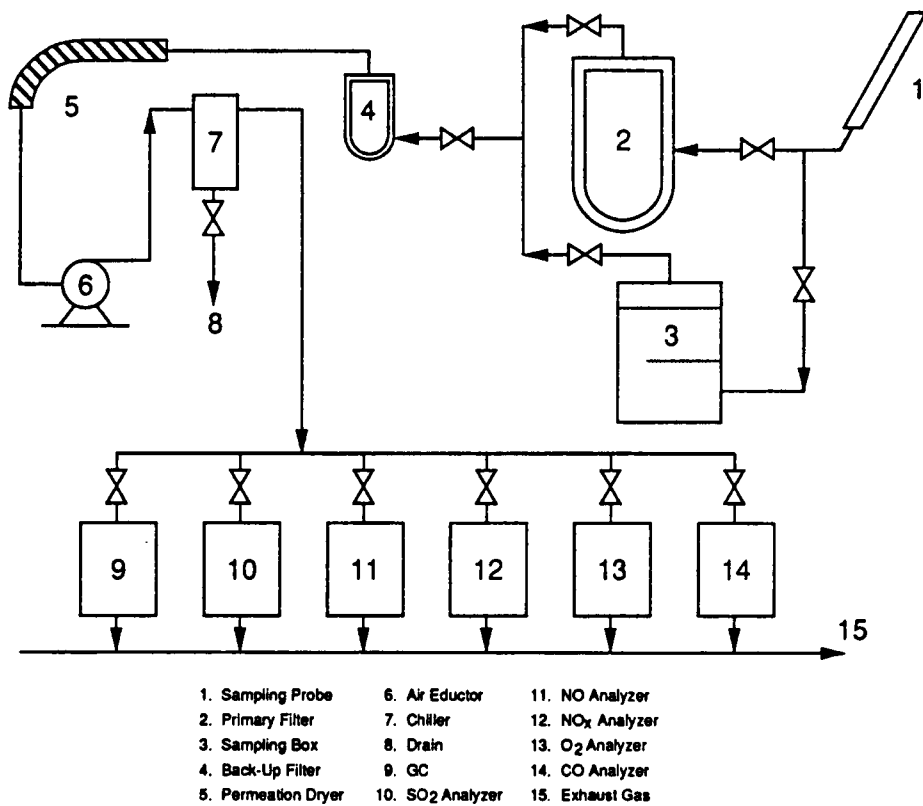 1
5
7
4
2
6
8
3
9
10
11
12
13
14
15
1. Sampling Probe
2. Primary Filter
3. Sampling Box
4. Back-Up Filter
5. Permeation Dryer
6. Air Eductor
7. Chiller
8. Drain
9. GC
10. SO2 Analyzer
11. NO Analyzer
12. NOx Analyzer
13. O2 Analyzer
14. CO Analyzer
15. Exhaust Gas